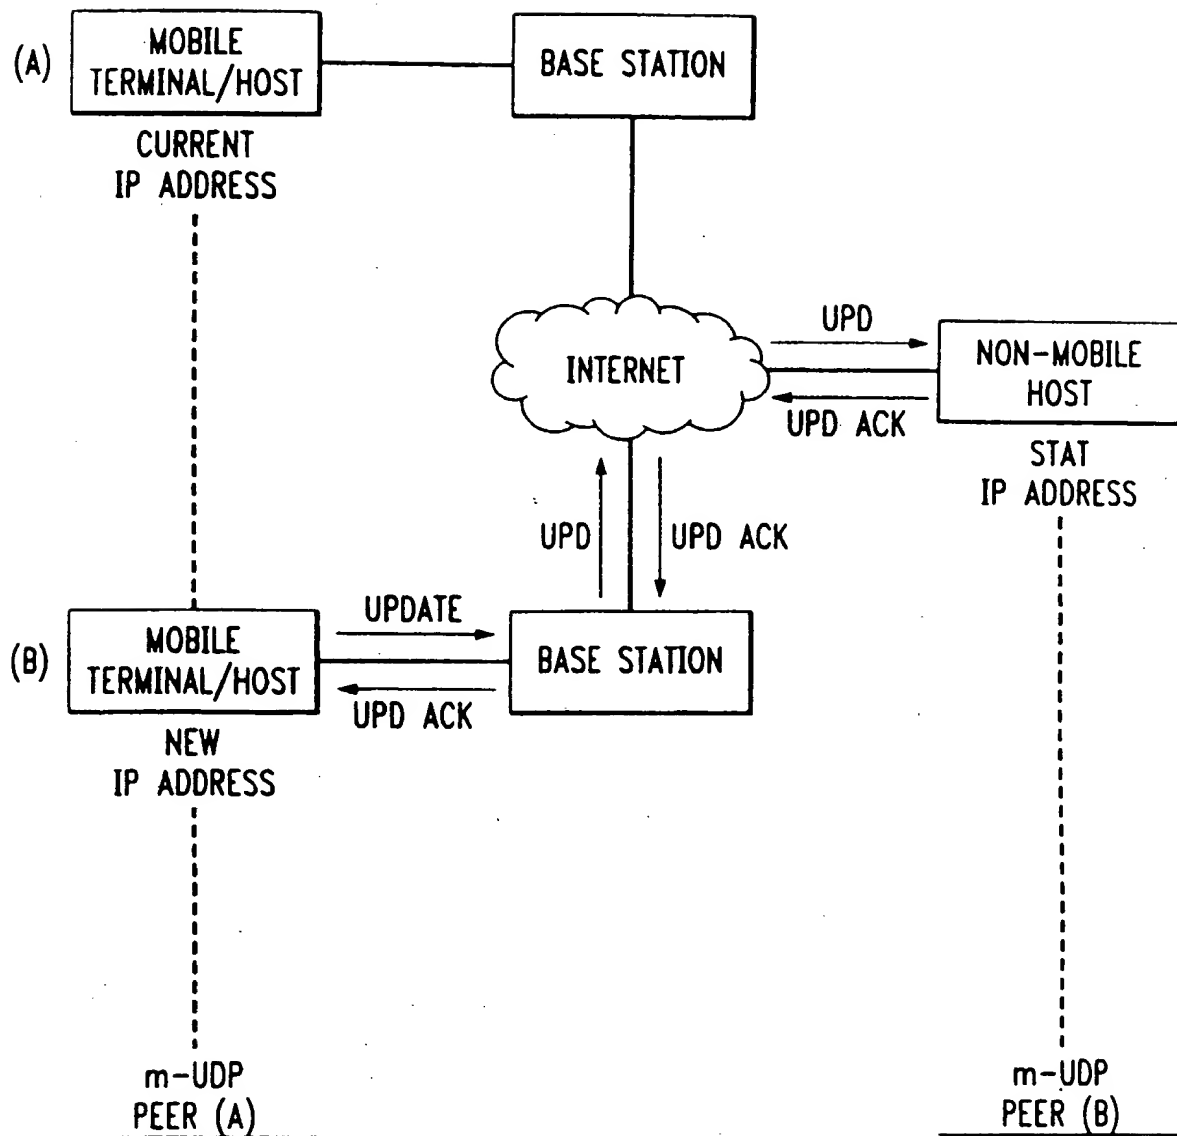 (A)
MOBILE
TERMINAL/HOST
BASE STATION
CURRENT
IP ADDRESS
INTERNET
UPD
UPD ACK
NON-MOBILE
HOST
STAT
IP ADDRESS
UPD
UPD ACK
(B)
MOBILE
TERMINAL/HOST
UPDATE
UPD ACK
BASE STATION
NEW
IP ADDRESS
m-UDP
PEER (A)
m-UDP
PEER (B)